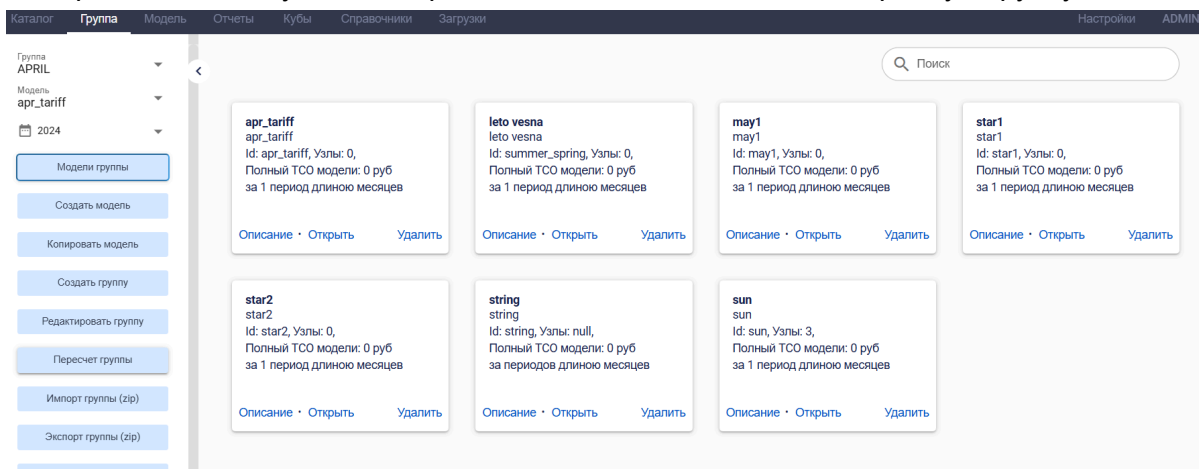 Каталог Группа Модель Отчеты Кубы Справочники Загрузки Настройки ADMIN
Группа
APRIL
Модель
apr_tariff
2024
Модели группы
Создать модель
Копировать модель
Создать группу
Редактировать группу
Пересчет группы
Импорт группы (zip)
Экспорт группы (zip)
Поиск
apr_tariff
apr_tariff
Id: apr_tariff, Узлы: 0,
Полный TCO модели: 0 руб
за 1 период длиною месяцев
Описание · Открыть Удалить
leto vesna
leto vesna
Id: summer_spring, Узлы: 0,
Полный TCO модели: 0 руб
за 1 период длиною месяцев
Описание · Открыть Удалить
may1
may1
Id: may1, Узлы: 0,
Полный TCO модели: 0 руб
за 1 период длиною месяцев
Описание · Открыть Удалить
star1
star1
Id: star1, Узлы: 0,
Полный TCO модели: 0 руб
за 1 период длиною месяцев
Описание · Открыть Удалить
star2
star2
Id: star2, Узлы: 0,
Полный TCO модели: 0 руб
за 1 период длиною месяцев
Описание · Открыть Удалить
string
string
Id: string, Узлы: null,
Полный TCO модели: 0 руб
за периодов длиною месяцев
Описание · Открыть Удалить
sun
sun
Id: sun, Узлы: 3,
Полный TCO модели: 0 руб
за 1 период длиною месяцев
Описание · Открыть Удалить